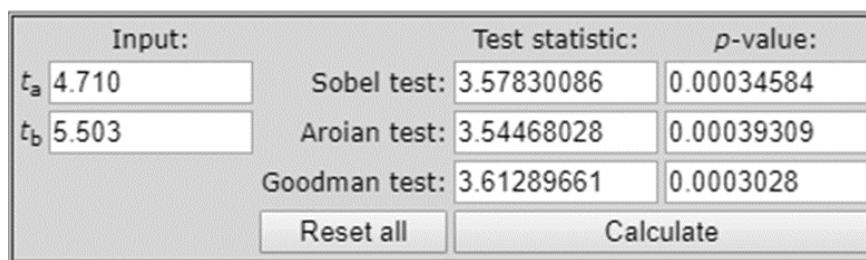 Input: Test statistic: p-value:
ta 4.710 Sobel test: 3.57830086 0.00034584
tb 5.503 Aroian test: 3.54468028 0.00039309
Goodman test: 3.61289661 0.0003028
Reset all Calculate